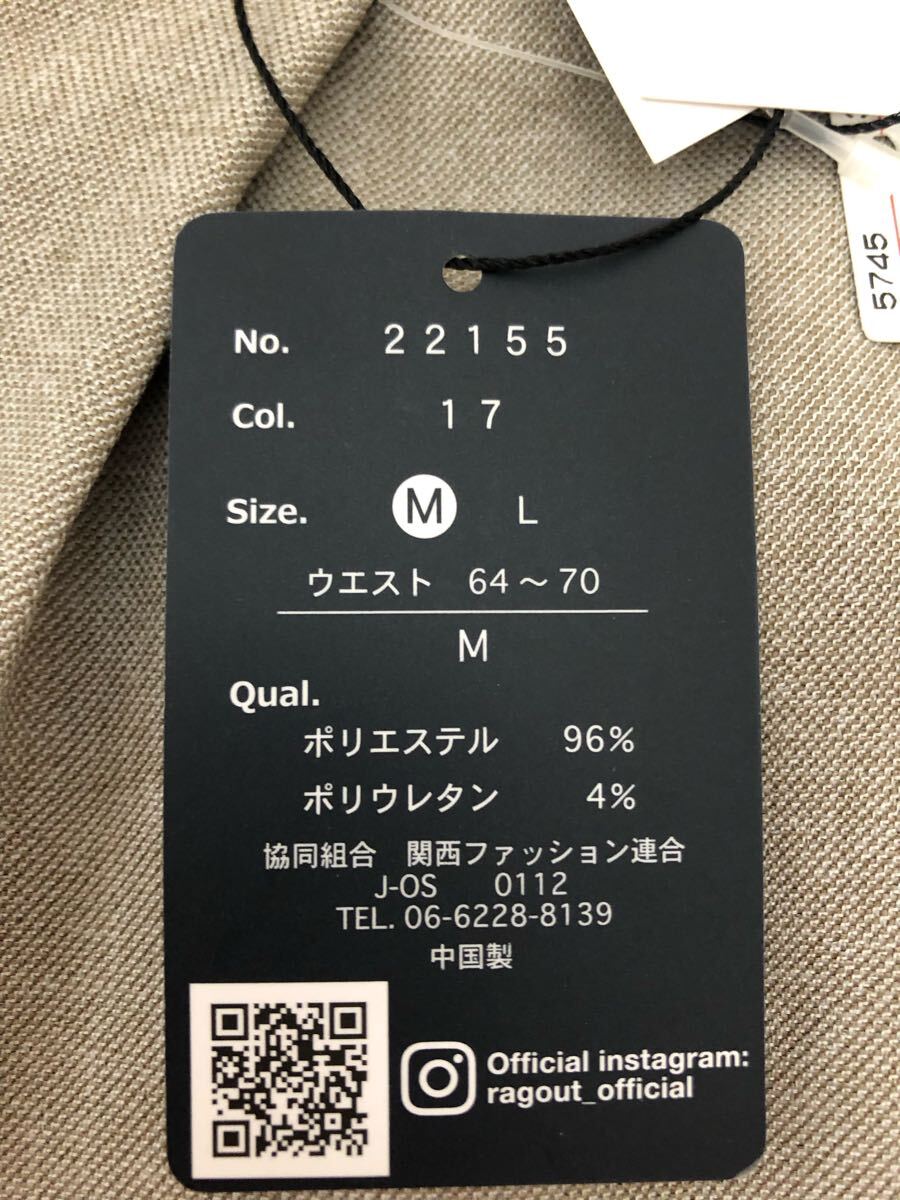 No. 22155
Col. 17
Size. M L
ウエスト 64～70
M
Qual.
ポリエステル 96%
ポリウレタン 4%
協同組合 関西ファッション連合
J-OS 0112
TEL. 06-6228-8139
中国製
Official instagram:
ragout_official
5745